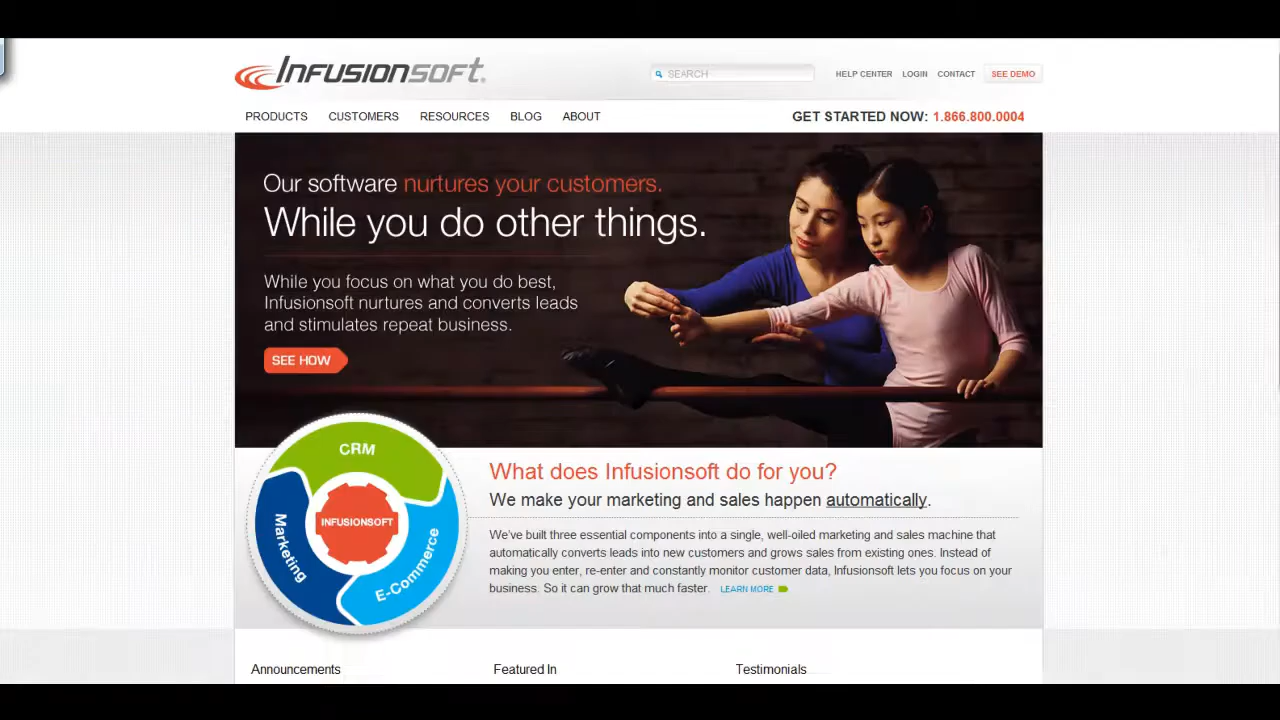 INFUSIONSOFT.
SEARCH
HELP CENTER LOGIN CONTACT SEE DEMO
PRODUCTS CUSTOMERS RESOURCES BLOG ABOUT
GET STARTED NOW: 1.866.800.0004
Our software nurtures your customers.
While you do other things.
While you focus on what you do best,
Infusionsoft nurtures and converts leads
and stimulates repeat business.
SEE HOW
CRM
Marketing
INFUSIONSOFT
E-Commerce
What does Infusionsoft do for you?
We make your marketing and sales happen automatically.
We've built three essential components into a single, well-oiled marketing and sales machine that
automatically converts leads into new customers and grows sales from existing ones. Instead of
making you enter, re-enter and constantly monitor customer data, Infusionsoft lets you focus on your
business. So it can grow that much faster. LEARN MORE
Announcements
Featured In
Testimonials